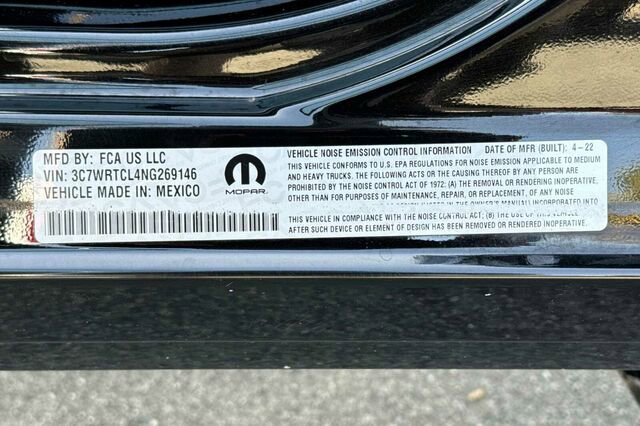 MFD BY: FCA US LLC
VIN: 3C7WRTCL4NG269146
VEHICLE MADE IN: MEXICO
MOPAR
VEHICLE NOISE EMISSION CONTROL INFORMATION DATE OF MFR (BUILT): 4-22
THIS VEHICLE CONFORMS TO U.S. EPA REGULATIONS FOR NOISE EMISSION APPLICABLE TO MEDIUM
AND HEAVY TRUCKS. THE FOLLOWING ACTS OR THE CAUSING THEREOF BY ANY PERSON ARE
PROHIBITED BY THE NOISE CONTROL ACT OF 1972: (A) THE REMOVAL OR RENDERING INOPERATIVE,
OTHER THAN FOR PURPOSES OF MAINTENANCE, REPAIR, OR REPLACEMENT, OF ANY NOISE CONTROL
OWNER'S MANUAL) INCORPORATED INTO
THIS VEHICLE IN COMPLIANCE WITH THE NOISE CONTROL ACT; (B) THE USE OF THIS VEHICLE
AFTER SUCH DEVICE OR ELEMENT OF DESIGN HAS BEEN REMOVED OR RENDERED INOPERATIVE.